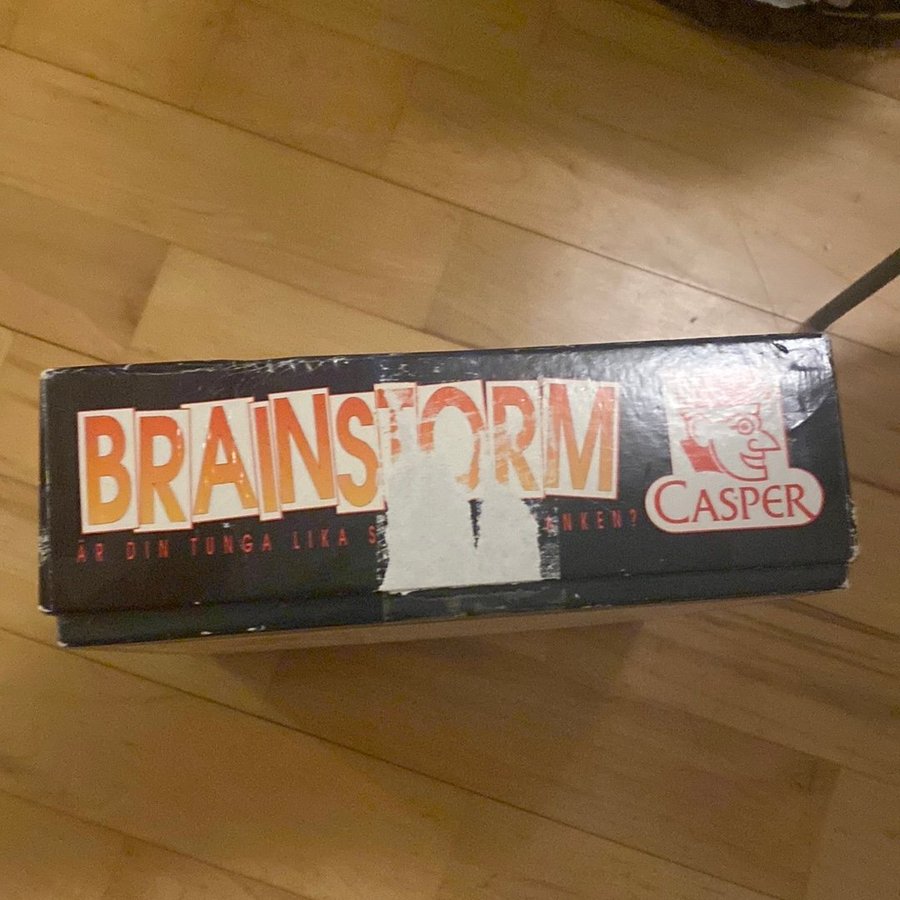 BRAINSTORM
ÄR DIN TUNGA LIKA
CASPER